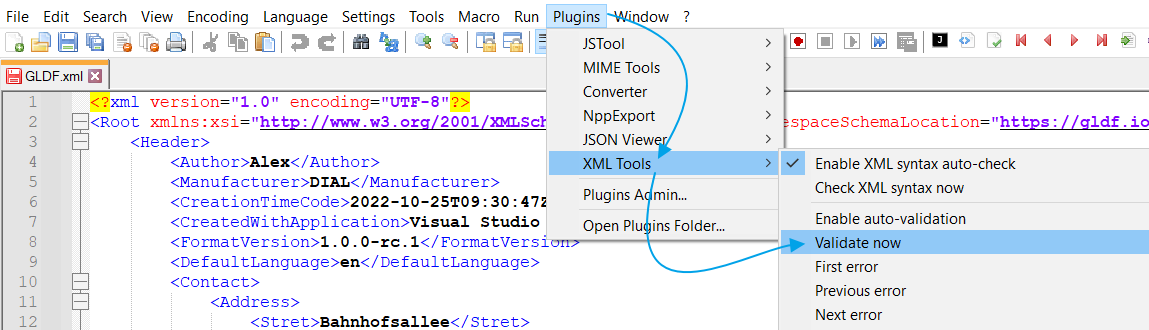 File Edit Search View Encoding Language Settings Tools Macro Run Plugins Window ?
GLDF.xml
1 <?xml version="1.0" encoding="UTF-8"?>
2 <Root xmlns:xsi="http://www.w3.org/2001/XMLSch espaceSchemaLocation="https://gldf.io
3 <Header>
4 <Author>Alex</Author>
5 <Manufacturer>DIAL</Manufacturer>
6 <CreationTimeCode>2022-10-25T09:30:47Z
7 <CreatedWithApplication>Visual Studio
8 <FormatVersion>1.0.0-rc.1</FormatVersion>
9 <DefaultLanguage>en</DefaultLanguage>
10 <Contact>
11 <Address>
12 <Stret>Bahnhofsallee</Stret>
JSTool
MIME Tools
Converter
NppExport
JSON Viewer
XML Tools
Plugins Admin...
Open Plugins Folder...
Enable XML syntax auto-check
Check XML syntax now
Enable auto-validation
Validate now
First error
Previous error
Next error